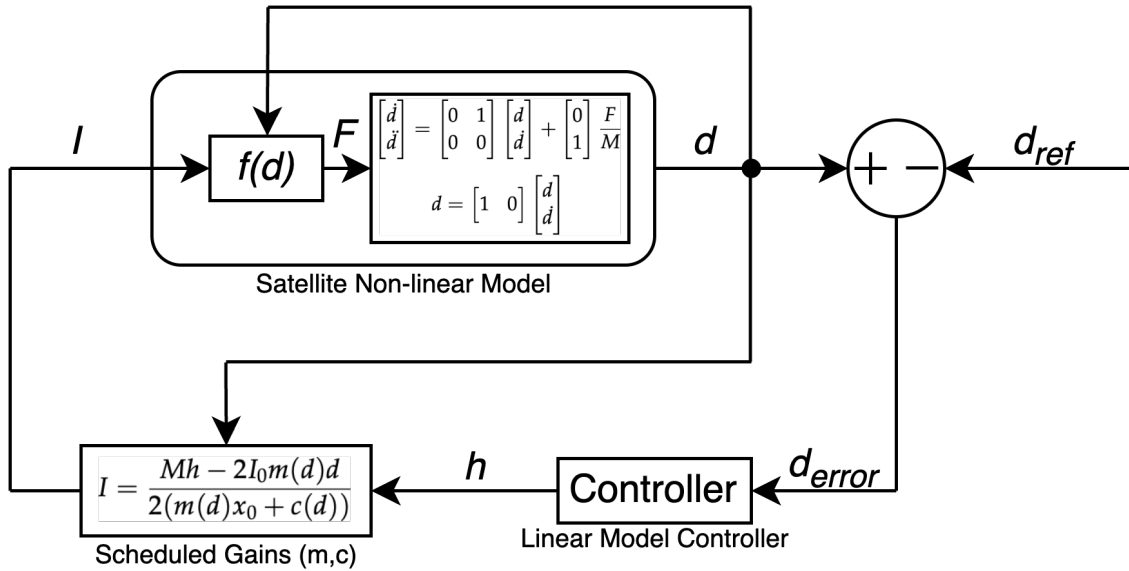 I
f(d)
F
[ḋ d̈] = [0 1 0 0] [d ḋ] + [0 1] F/M
d = [1 0] [d ḋ]
d
+ −
d_ref
Satellite Non-linear Model
I = (Mh − 2I₀m(d)d) / (2(m(d)x₀ + c(d)))
h
Controller
d_error
Linear Model Controller
Scheduled Gains (m,c)